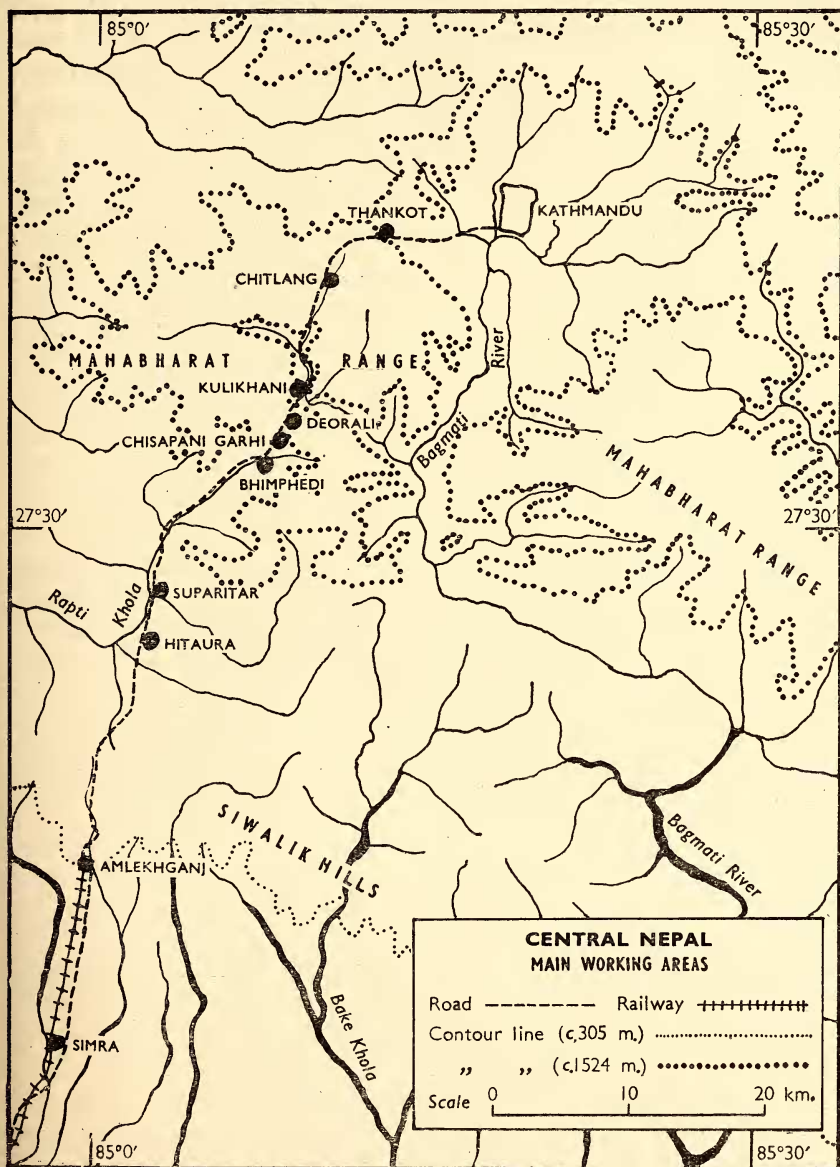 85°0' 85°30'
THANKOT KATHMANDU
CHITLANG
MAHABHARAT RANGE
River
KULIKHANI
DEORALI
CHISAPANI GARHI
Bagmati
BHIMPHEDI
MAHABHARAT RANGE
27°30' 27°30'
Rapti Khola
SUPARITAR
HITAURA
SIWALIK HILLS
Bagmati River
AMLEKHGANJ
Bake Khola
SIMRA
CENTRAL NEPAL
MAIN WORKING AREAS
Road Railway
Contour line (c.305 m.)
„ „ (c.1524 m.)
Scale 0 10 20 km.
85°0' 85°30'